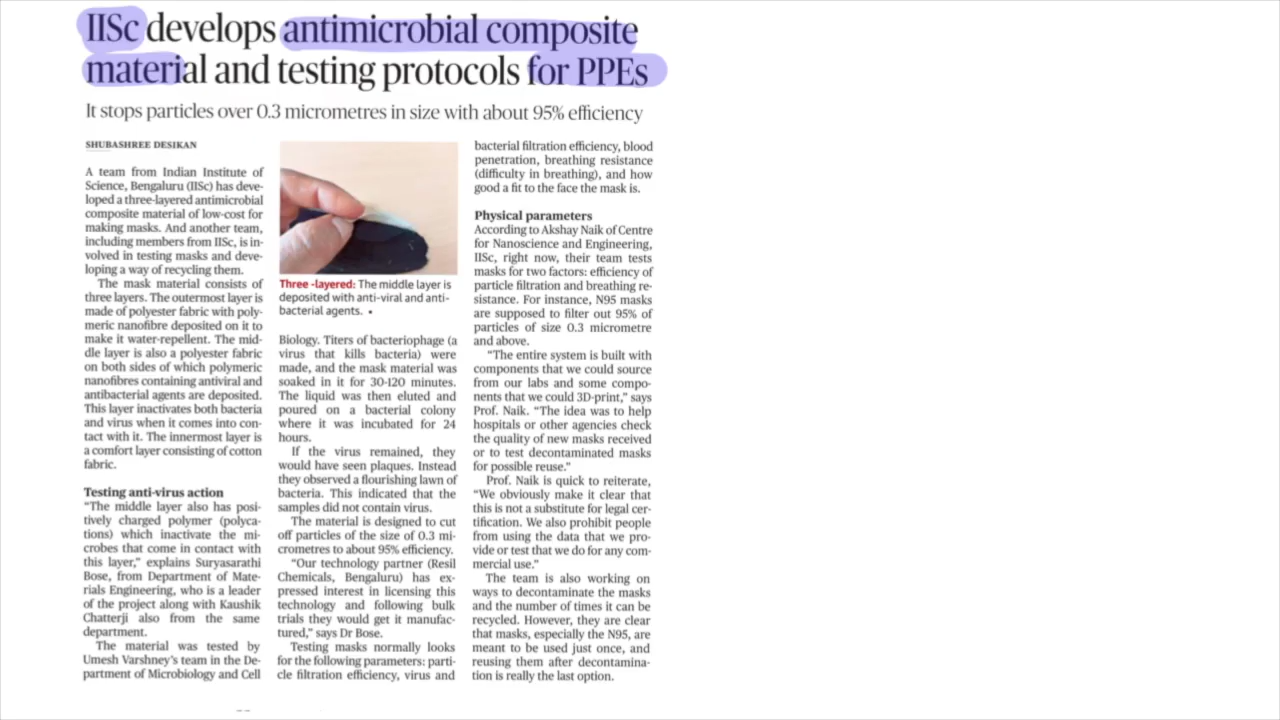 IISc develops antimicrobial composite
material and testing protocols for PPEs
It stops particles over 0.3 micrometres in size with about 95% efficiency
SHUBASHREE DESIKAN
A team from Indian Institute of
Science, Bengaluru (IISc) has deve-
loped a three-layered antimicrobial
composite material of low-cost for
making masks. And another team,
including members from IISc, is in-
volved in testing masks and deve-
loping a way of recycling them.
The mask material consists of
three layers. The outermost layer is
made of polyester fabric with poly-
meric nanofibre deposited on it to
make it water-repellent. The mid-
dle layer is also a polyester fabric
on both sides of which polymeric
nanofibres containing antiviral and
antibacterial agents are deposited.
This layer inactivates both bacteria
and virus when it comes into con-
tact with it. The innermost layer is
a comfort layer consisting of cotton
fabric.
Testing anti-virus action
"The middle layer also has posi-
tively charged polymer (polyca-
tions) which inactivate the mi-
crobes that come in contact with
this layer," explains Suryasarathi
Bose, from Department of Mate-
rials Engineering, who is a leader
of the project along with Kaushik
Chatterji also from the same
department.
The material was tested by
Umesh Varshney's team in the De-
partment of Microbiology and Cell
Three -layered: The middle layer is
deposited with anti-viral and anti-
bacterial agents. •
Biology. Titers of bacteriophage (a
virus that kills bacteria) were
made, and the mask material was
soaked in it for 30-120 minutes.
The liquid was then eluted and
poured on a bacterial colony
where it was incubated for 24
hours.
If the virus remained, they
would have seen plaques. Instead
they observed a flourishing lawn of
bacteria. This indicated that the
samples did not contain virus.
The material is designed to cut
off particles of the size of 0.3 mi-
crometres to about 95% efficiency.
"Our technology partner (Resil
Chemicals, Bengaluru) has ex-
pressed interest in licensing this
technology and following bulk
trials they would get it manufac-
tured," says Dr Bose.
Testing masks normally looks
for the following parameters: parti-
cle filtration efficiency, virus and
bacterial filtration efficiency, blood
penetration, breathing resistance
(difficulty in breathing), and how
good a fit to the face the mask is.
Physical parameters
According to Akshay Naik of Centre
for Nanoscience and Engineering,
IISc, right now, their team tests
masks for two factors: efficiency of
particle filtration and breathing re-
sistance. For instance, N95 masks
are supposed to filter out 95% of
particles of size 0.3 micrometre
and above.
"The entire system is built with
components that we could source
from our labs and some compo-
nents that we could 3D-print," says
Prof. Naik. "The idea was to help
hospitals or other agencies check
the quality of new masks received
or to test decontaminated masks
for possible reuse."
Prof. Naik is quick to reiterate,
"We obviously make it clear that
this is not a substitute for legal cer-
tification. We also prohibit people
from using the data that we pro-
vide or test that we do for any com-
mercial use."
The team is also working on
ways to decontaminate the masks
and the number of times it can be
recycled. However, they are clear
that masks, especially the N95, are
meant to be used just once, and
reusing them after decontamina-
tion is really the last option.